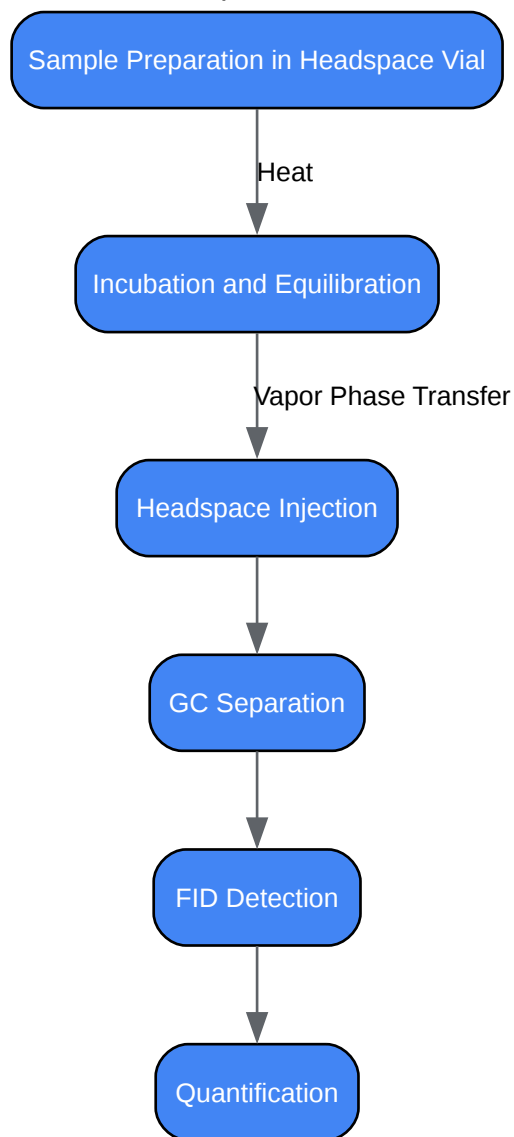 Sample Preparation in Headspace Vial
Heat
Incubation and Equilibration
Vapor Phase Transfer
Headspace Injection
GC Separation
FID Detection
Quantification